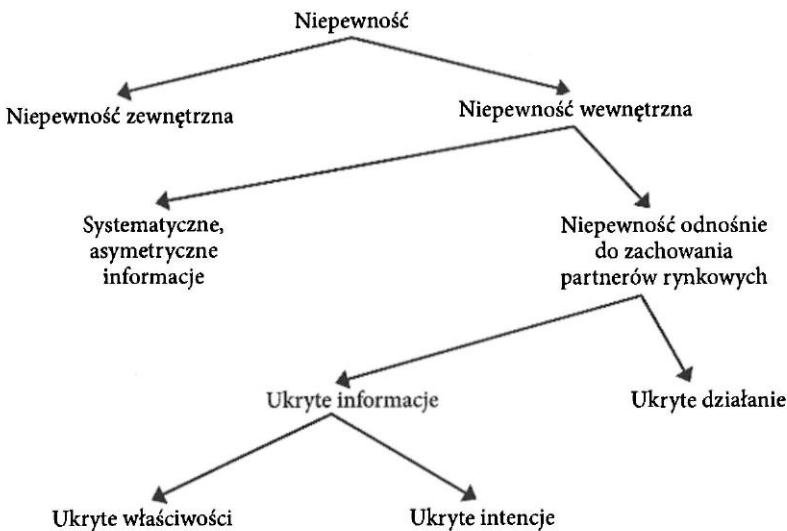 Niepewność
Niepewność zewnętrzna
Niepewność wewnętrzna
Systematyczne,
asymetryczne
informacje
Niepewność odnośnie
do zachowania
partnerów rynkowych
Ukryte informacje
Ukryte działanie
Ukryte właściwości
Ukryte intencje